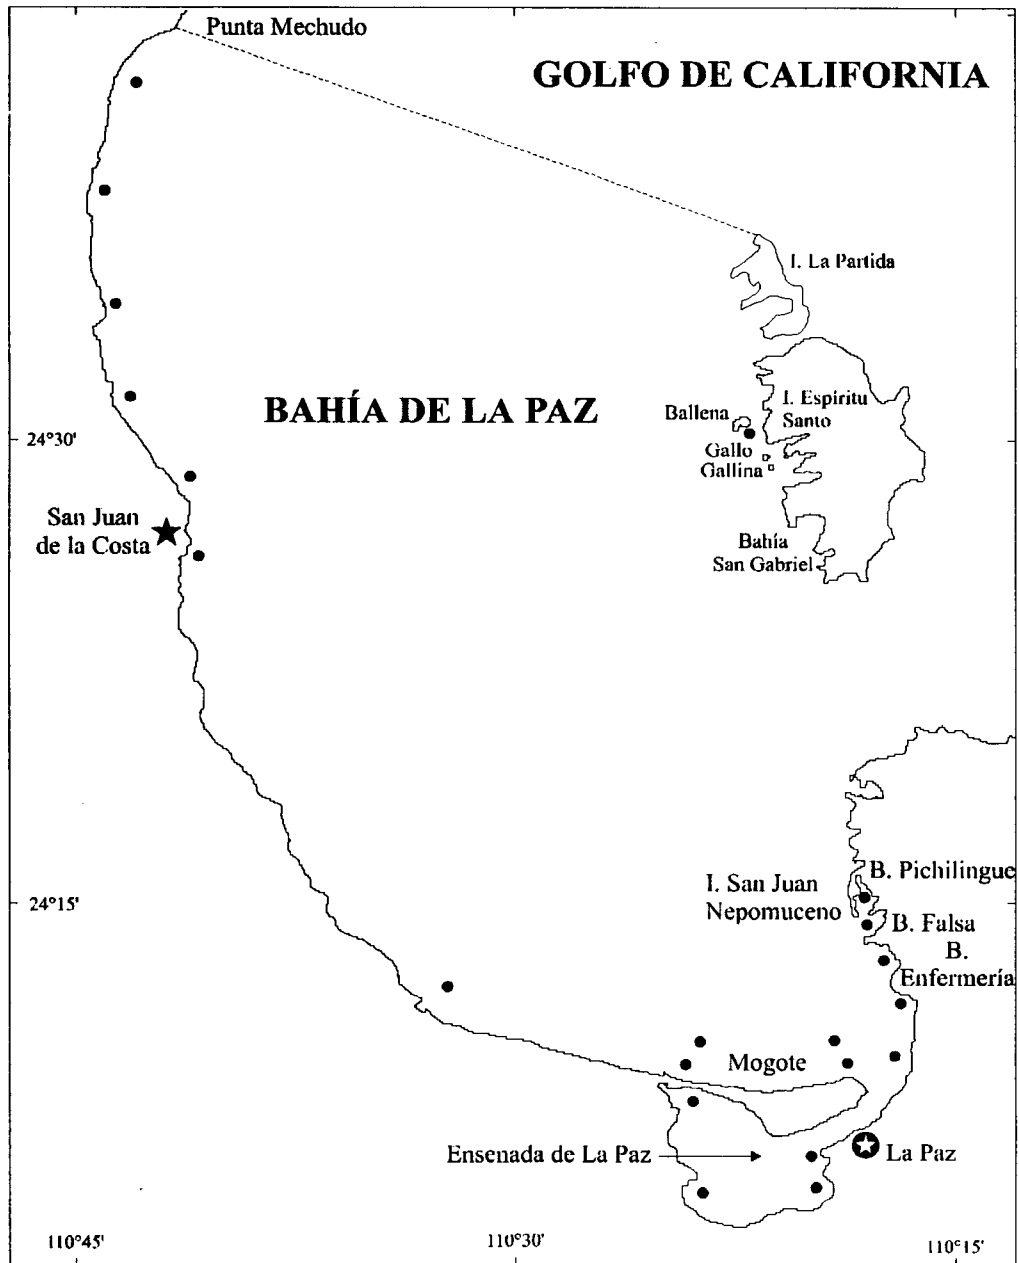 Punta Mechudo
GOLFO DE CALIFORNIA
I. La Partida
BAHÍA DE LA PAZ
I. Espíritu
Santo
Ballena
Gallo
Gallina
24°30'
San Juan
de la Costa
Bahía
San Gabriel
B. Pichilingue
I. San Juan
Nepomuceno
24°15'
B. Falsa
B.
Enfermería
Mogote
Ensenada de La Paz
La Paz
110°45'
110°30'
110°15'